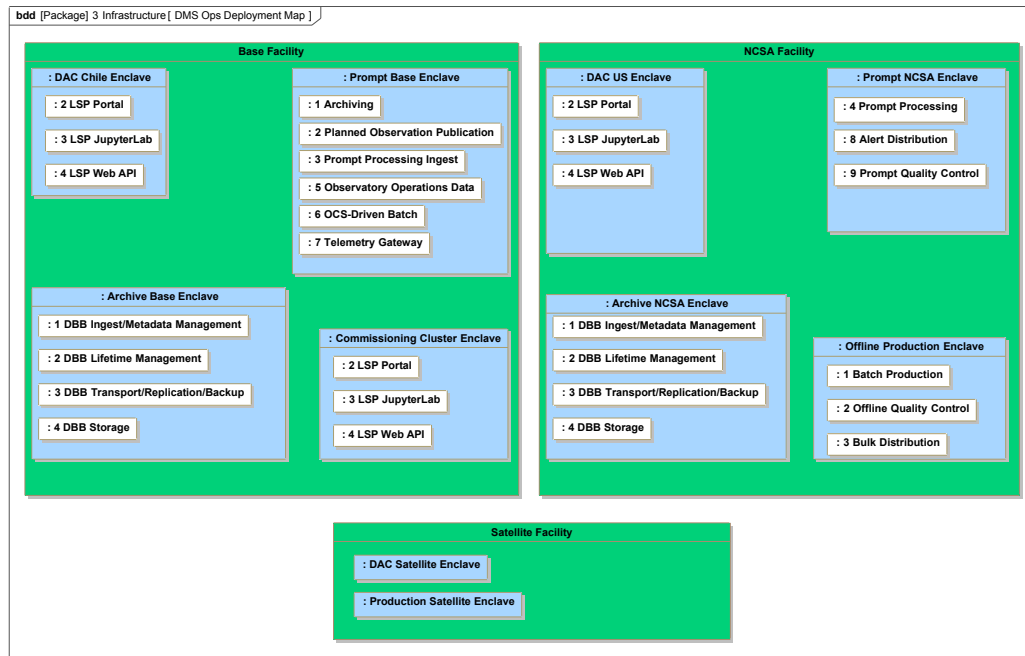 bdd [Package] 3 Infrastructure [ DMS Ops Deployment Map ]
Base Facility
: DAC Chile Enclave
: 2 LSP Portal
: 3 LSP JupyterLab
: 4 LSP Web API
: Prompt Base Enclave
: 1 Archiving
: 2 Planned Observation Publication
: 3 Prompt Processing Ingest
: 5 Observatory Operations Data
: 6 OCS-Driven Batch
: 7 Telemetry Gateway
: Archive Base Enclave
: 1 DBB Ingest/Metadata Management
: 2 DBB Lifetime Management
: 3 DBB Transport/Replication/Backup
: 4 DBB Storage
: Commissioning Cluster Enclave
: 2 LSP Portal
: 3 LSP JupyterLab
: 4 LSP Web API
NCSA Facility
: DAC US Enclave
: 2 LSP Portal
: 3 LSP JupyterLab
: 4 LSP Web API
: Prompt NCSA Enclave
: 4 Prompt Processing
: 8 Alert Distribution
: 9 Prompt Quality Control
: Archive NCSA Enclave
: 1 DBB Ingest/Metadata Management
: 2 DBB Lifetime Management
: 3 DBB Transport/Replication/Backup
: 4 DBB Storage
: Offline Production Enclave
: 1 Batch Production
: 2 Offline Quality Control
: 3 Bulk Distribution
Satellite Facility
: DAC Satellite Enclave
: Production Satellite Enclave